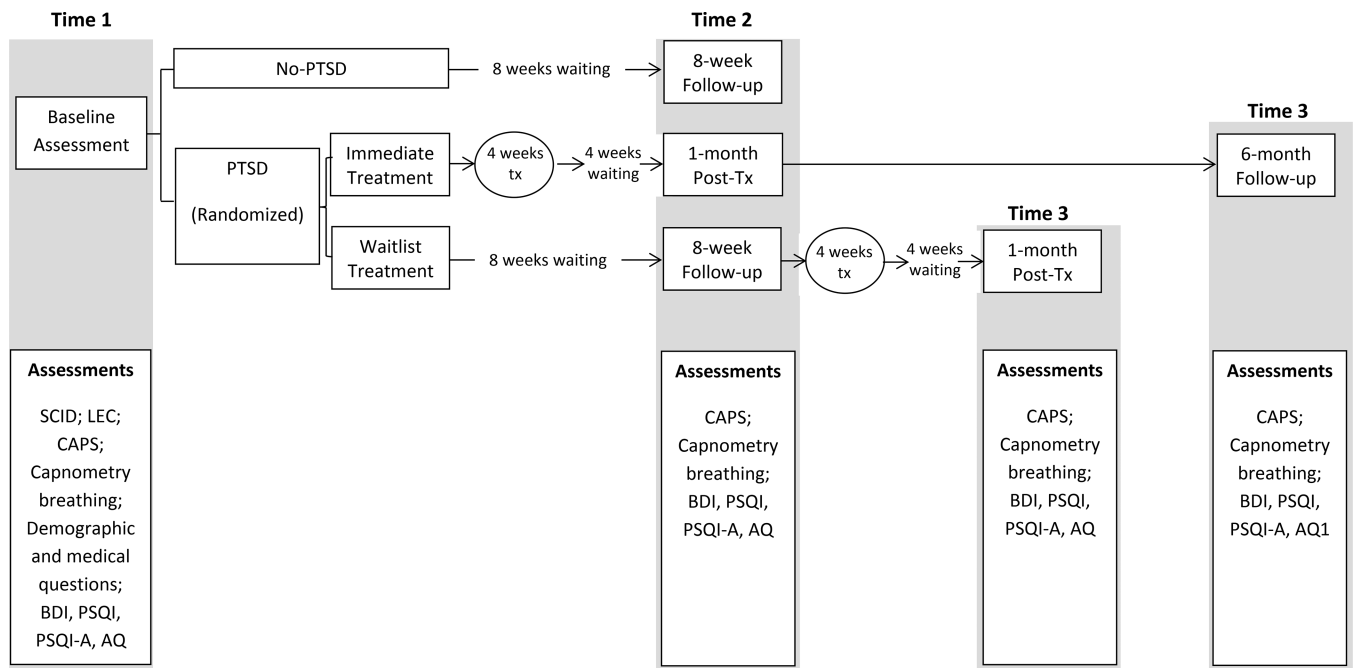 Time 1
Time 2
No-PTSD
8 weeks waiting
8-week
Follow-up
Baseline
Assessment
Time 3
PTSD
(Randomized)
Immediate
Treatment
4 weeks
tx
4 weeks
waiting
1-month
Post-Tx
6-month
Follow-up
Time 3
Waitlist
Treatment
8 weeks waiting
8-week
Follow-up
4 weeks
tx
4 weeks
waiting
1-month
Post-Tx
Assessments
SCID; LEC;
CAPS;
Capnometry
breathing;
Demographic
and medical
questions;
BDI, PSQI,
PSQI-A, AQ
Assessments
CAPS;
Capnometry
breathing;
BDI, PSQI,
PSQI-A, AQ
Assessments
CAPS;
Capnometry
breathing;
BDI, PSQI,
PSQI-A, AQ
Assessments
CAPS;
Capnometry
breathing;
BDI, PSQI,
PSQI-A, AQ1